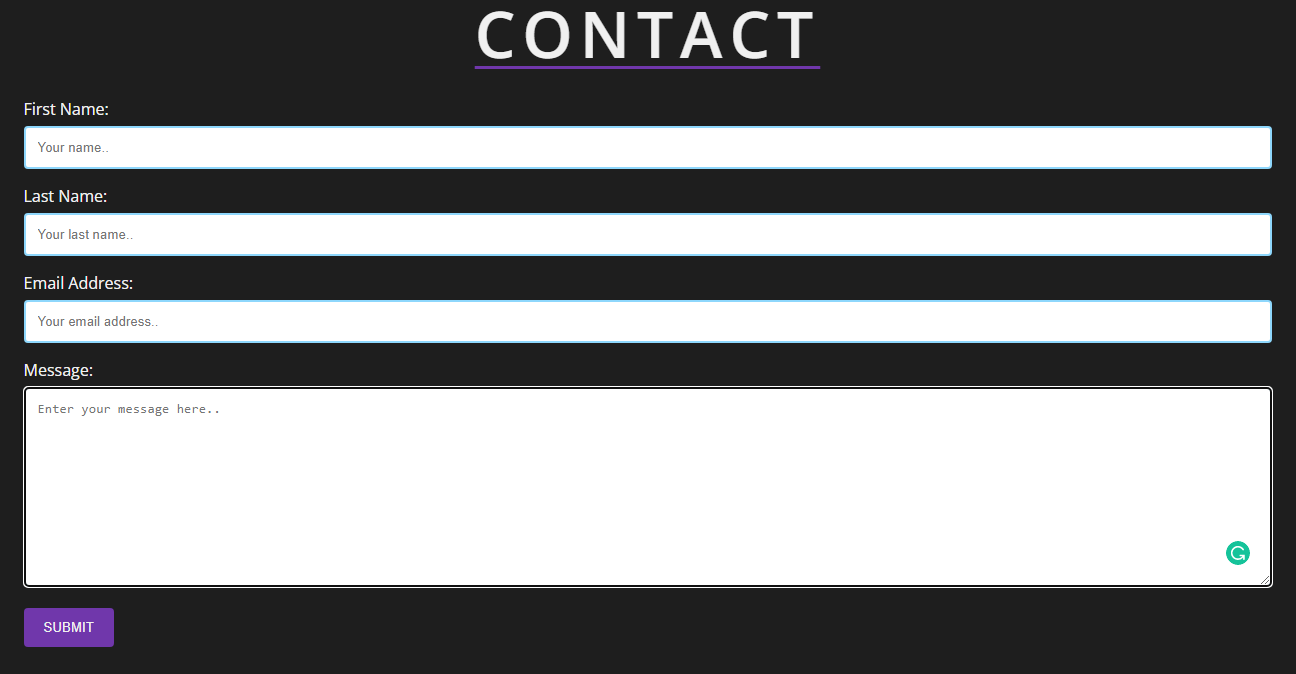 CONTACT
First Name:
Your name..
Last Name:
Your last name..
Email Address:
Your email address..
Message:
Enter your message here..
SUBMIT